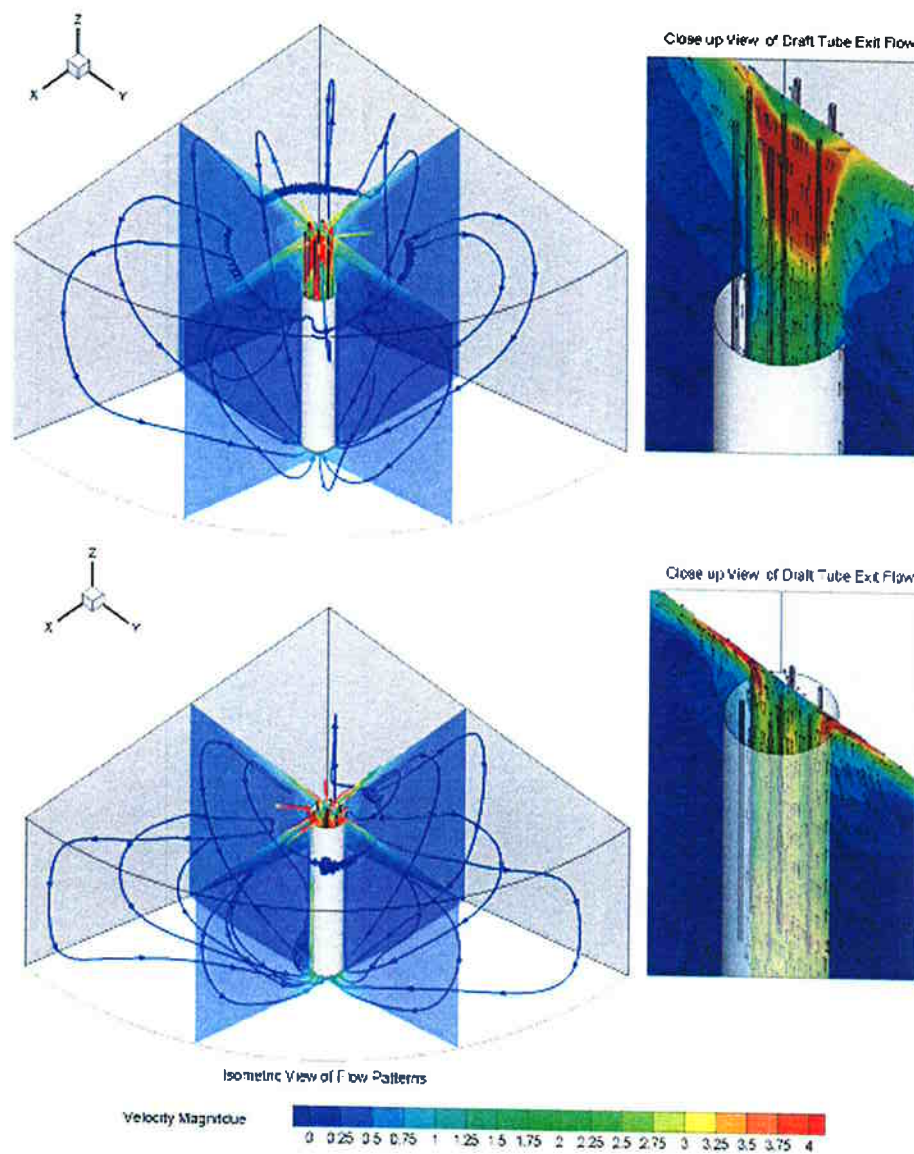 Z
X
Y
Close up View of Draft Tube Exit Flow
Z
X
Y
Close up View of Draft Tube Exit Flow
Isometric View of Flow Patterns
Velocity Magnitdue
0 0.25 0.5 0.75 1 1.25 1.5 1.75 2 2.25 2.5 2.75 3 3.25 3.5 3.75 4